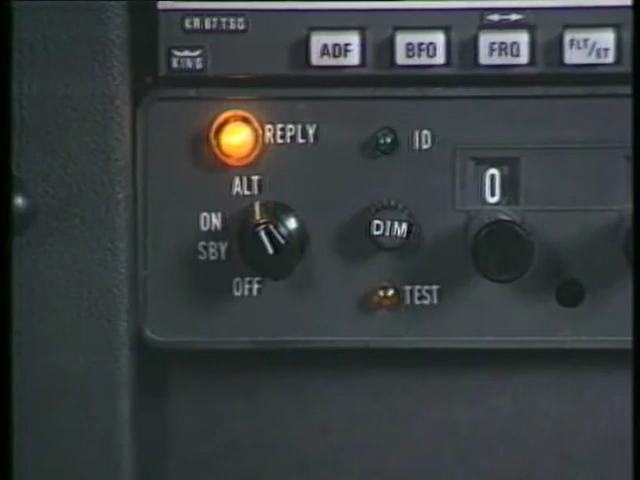 KR 87 TSO
KING
ADF
BFO
FRQ
FLT/ET
REPLY
ID
ALT
0
ON
DIM
SBY
OFF
TEST